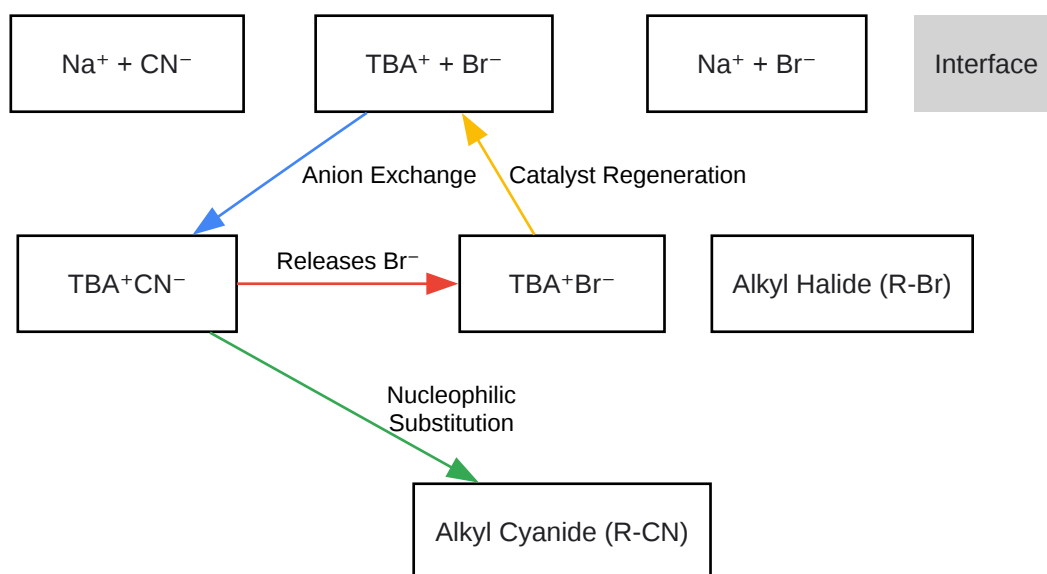 Na⁺ + CN⁻
TBA⁺ + Br⁻
Na⁺ + Br⁻
Interface
Anion Exchange
Catalyst Regeneration
TBA⁺CN⁻
Releases Br⁻
TBA⁺Br⁻
Alkyl Halide (R-Br)
Nucleophilic
Substitution
Alkyl Cyanide (R-CN)